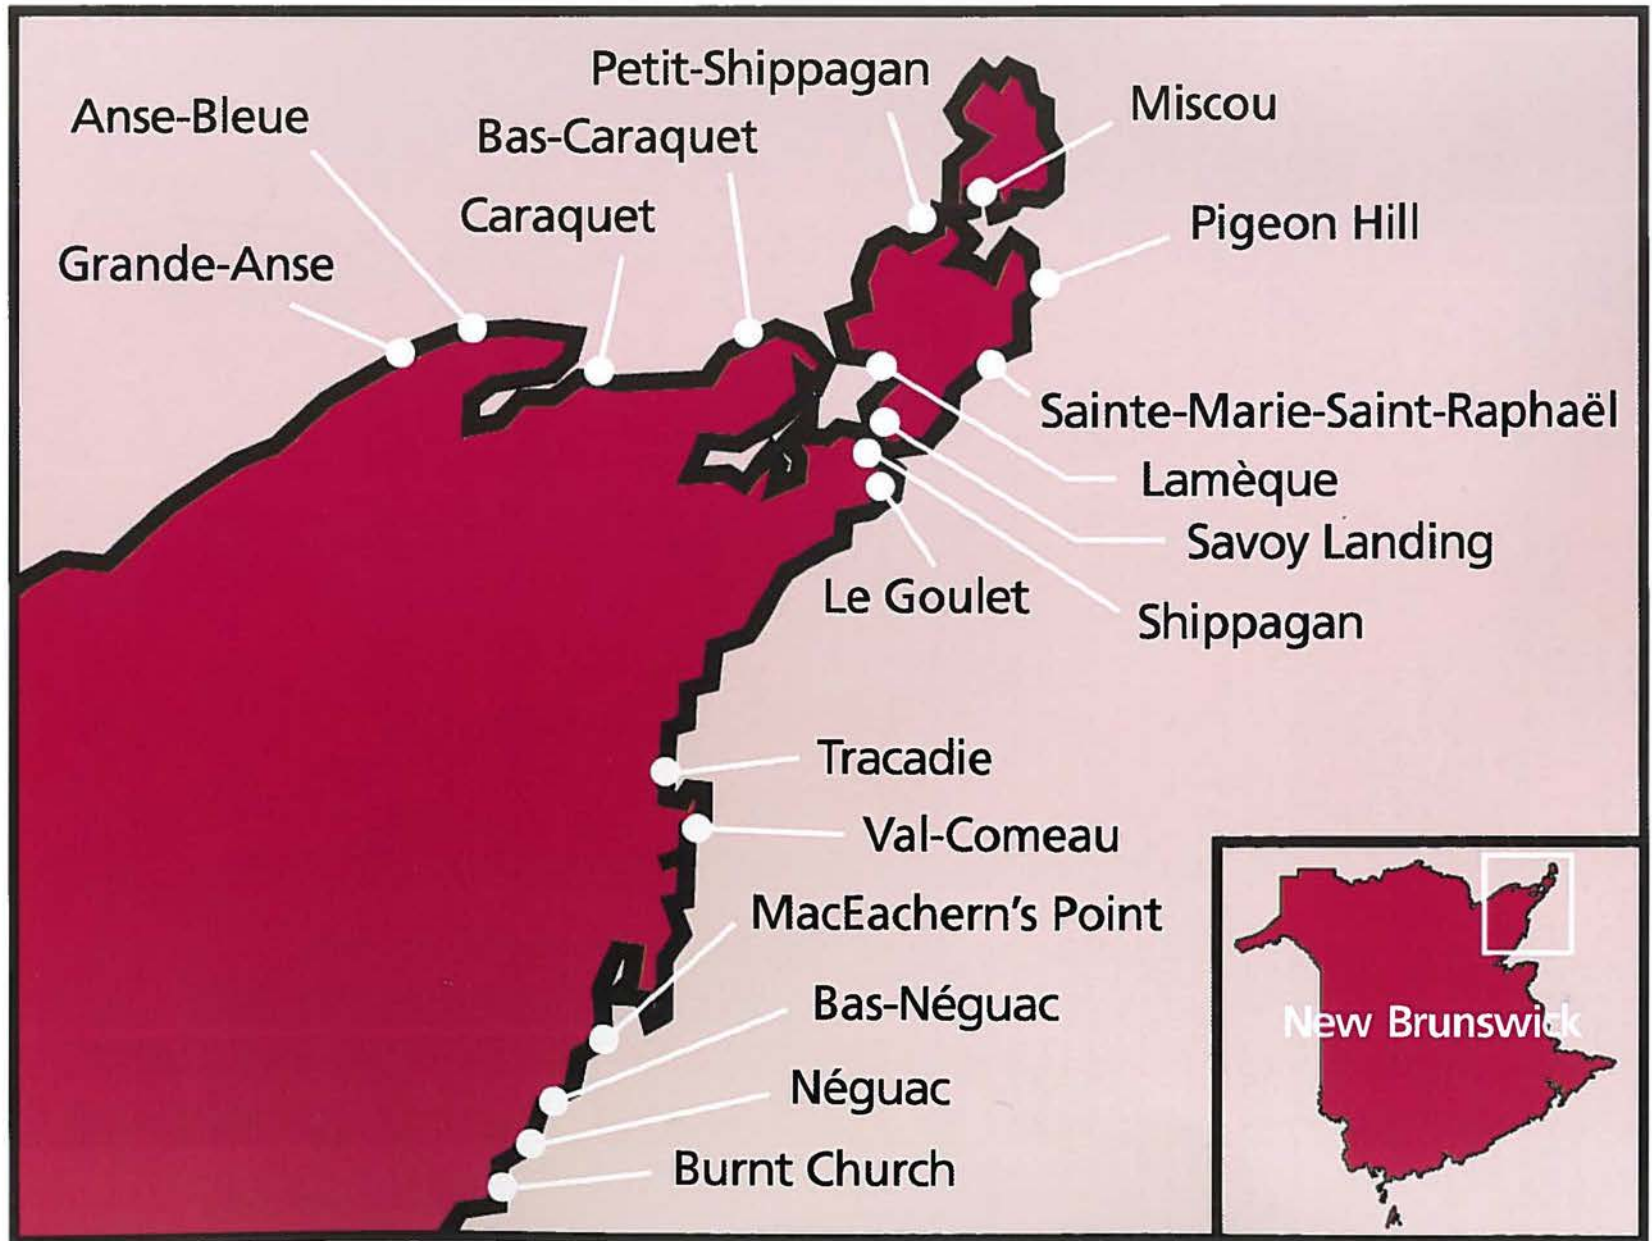 Petit-Shippagan
Miscou
Anse-Bleue
Bas-Caraquet
Caraquet
Pigeon Hill
Grande-Anse
Sainte-Marie-Saint-Raphaël
Lamèque
Savoy Landing
Le Goulet
Shippagan
Tracadie
Val-Comeau
MacEachern's Point
Bas-Néguac
Néguac
Burnt Church
New Brunswick